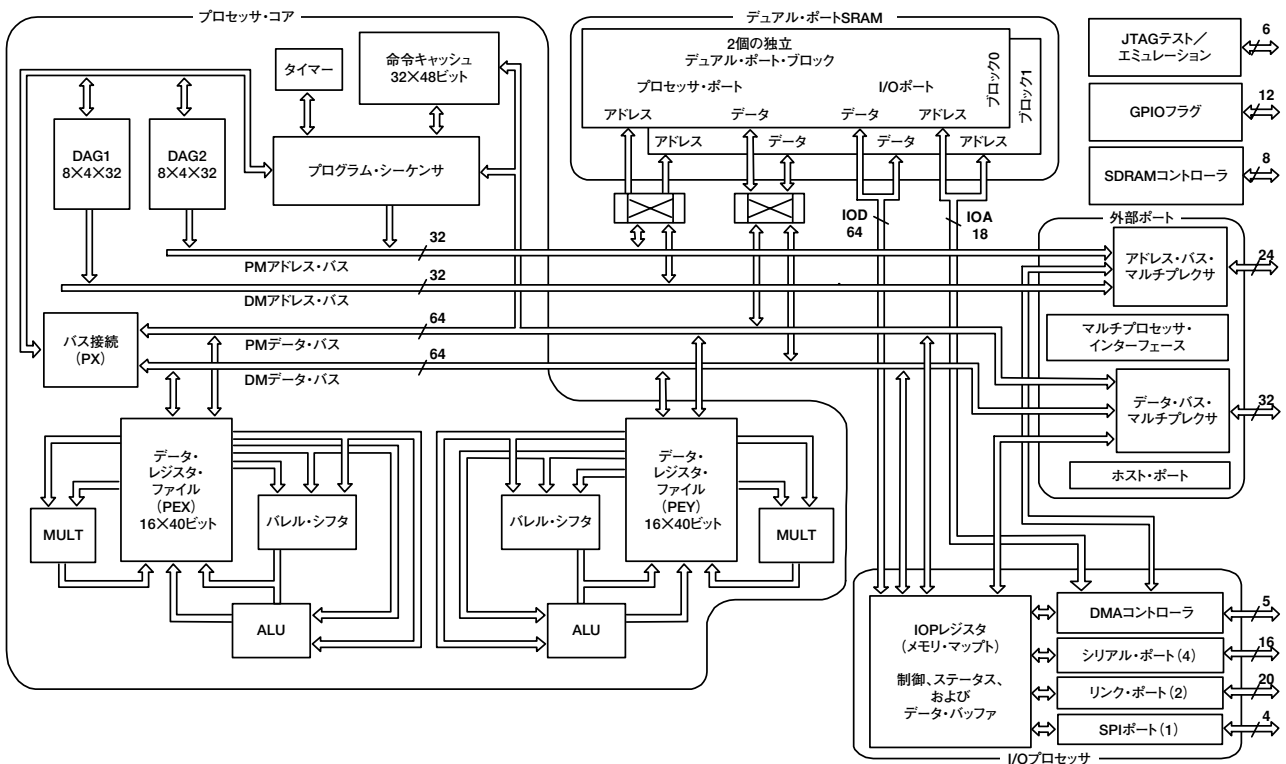 プロセッサ・コア
タイマー
命令キャッシュ
32×48ビット
DAG1
8×4×32
DAG2
8×4×32
プログラム・シーケンサ
デュアル・ポートSRAM
2個の独立
デュアル・ポート・ブロック
プロセッサ・ポート
I/Oポート
アドレス
データ
データ
アドレス
ブロック0
ブロック1
アドレス
データ
データ
アドレス
IOD
64
IOA
18
JTAGテスト／
エミュレーション
6
GPIOフラグ
12
SDRAMコントローラ
8
外部ポート
アドレス・バス・
マルチプレクサ
24
マルチプロセッサ・
インターフェース
データ・バス・
マルチプレクサ
32
ホスト・ポート
32
PMアドレス・バス
32
DMアドレス・バス
バス接続
(PX)
64
PMデータ・バス
64
DMデータ・バス
MULT
データ・
レジスタ・
ファイル
(PEX)
16×40ビット
バレル・シフタ
ALU
バレル・シフタ
データ・
レジスタ・
ファイル
(PEY)
16×40ビット
MULT
ALU
IOPレジスタ
(メモリ・マップト)
制御、ステータス、
および
データ・バッファ
DMAコントローラ
5
シリアル・ポート(4)
16
リンク・ポート(2)
20
SPIポート(1)
4
I/Oプロセッサ